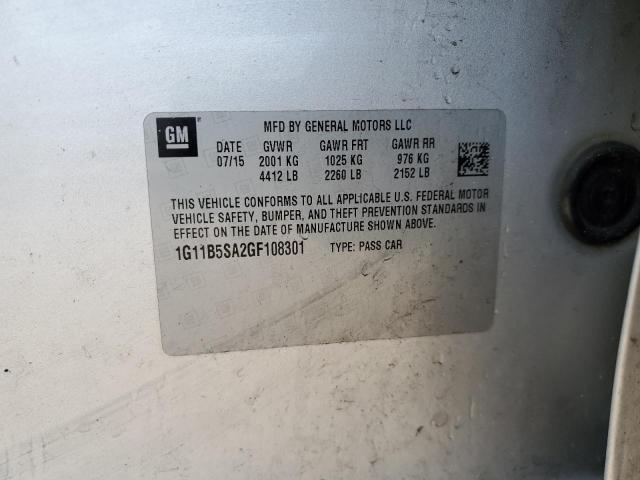 GM
MFD BY GENERAL MOTORS LLC
DATE GVWR GAWR FRT GAWR RR
07/15 2001 KG 1025 KG 976 KG
4412 LB 2260 LB 2152 LB
THIS VEHICLE CONFORMS TO ALL APPLICABLE U.S. FEDERAL MOTOR
VEHICLE SAFETY, BUMPER, AND THEFT PREVENTION STANDARDS IN
EFFECT ON THE DATE OF MANUFACTURE SHOWN ABOVE.
1G11B5SA2GF108301 TYPE: PASS CAR